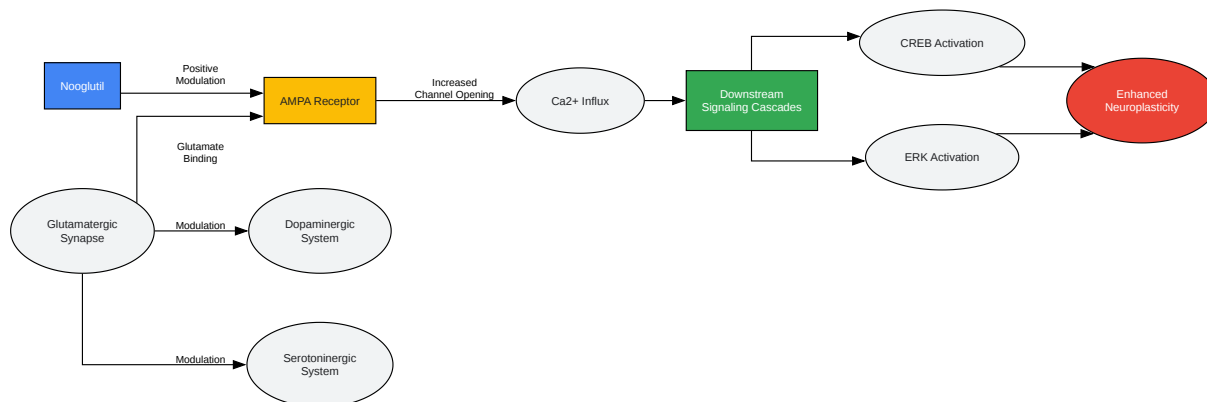 Nooglutil
Positive
Modulation
AMPA Receptor
Increased
Channel Opening
Ca2+ Influx
Downstream
Signaling Cascades
CREB Activation
ERK Activation
Enhanced
Neuroplasticity
Glutamate
Binding
Glutamatergic
Synapse
Modulation
Dopaminergic
System
Modulation
Serotoninergic
System